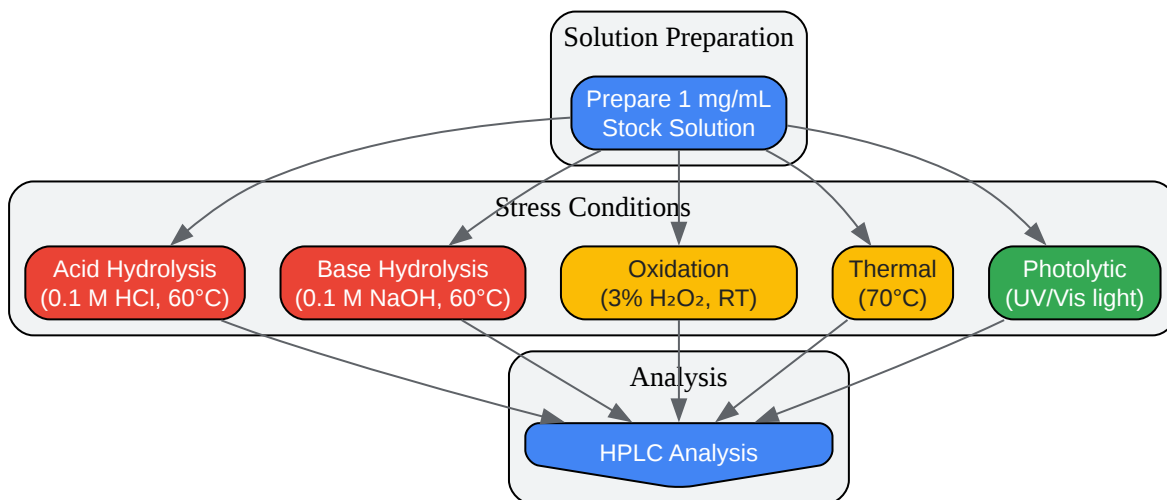 Solution Preparation
Prepare 1 mg/mL
Stock Solution
Stress Conditions
Acid Hydrolysis
(0.1 M HCl, 60°C)
Base Hydrolysis
(0.1 M NaOH, 60°C)
Oxidation
(3% H₂O₂, RT)
Thermal
(70°C)
Photolytic
(UV/Vis light)
Analysis
HPLC Analysis